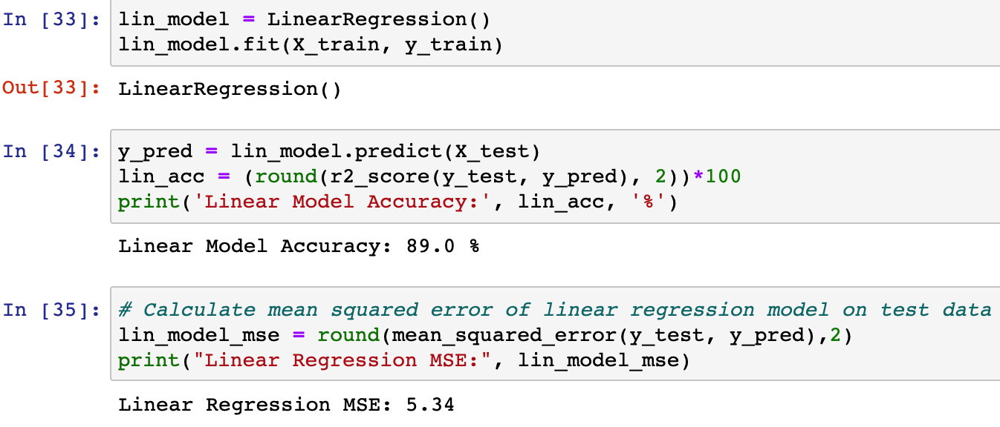 In [33]: lin_model = LinearRegression()
lin_model.fit(X_train, y_train)
Out[33]: LinearRegression()
In [34]: y_pred = lin_model.predict(X_test)
lin_acc = (round(r2_score(y_test, y_pred), 2))*100
print('Linear Model Accuracy:', lin_acc, '%')
Linear Model Accuracy: 89.0 %
In [35]: # Calculate mean squared error of linear regression model on test data
lin_model_mse = round(mean_squared_error(y_test, y_pred),2)
print("Linear Regression MSE:", lin_model_mse)
Linear Regression MSE: 5.34